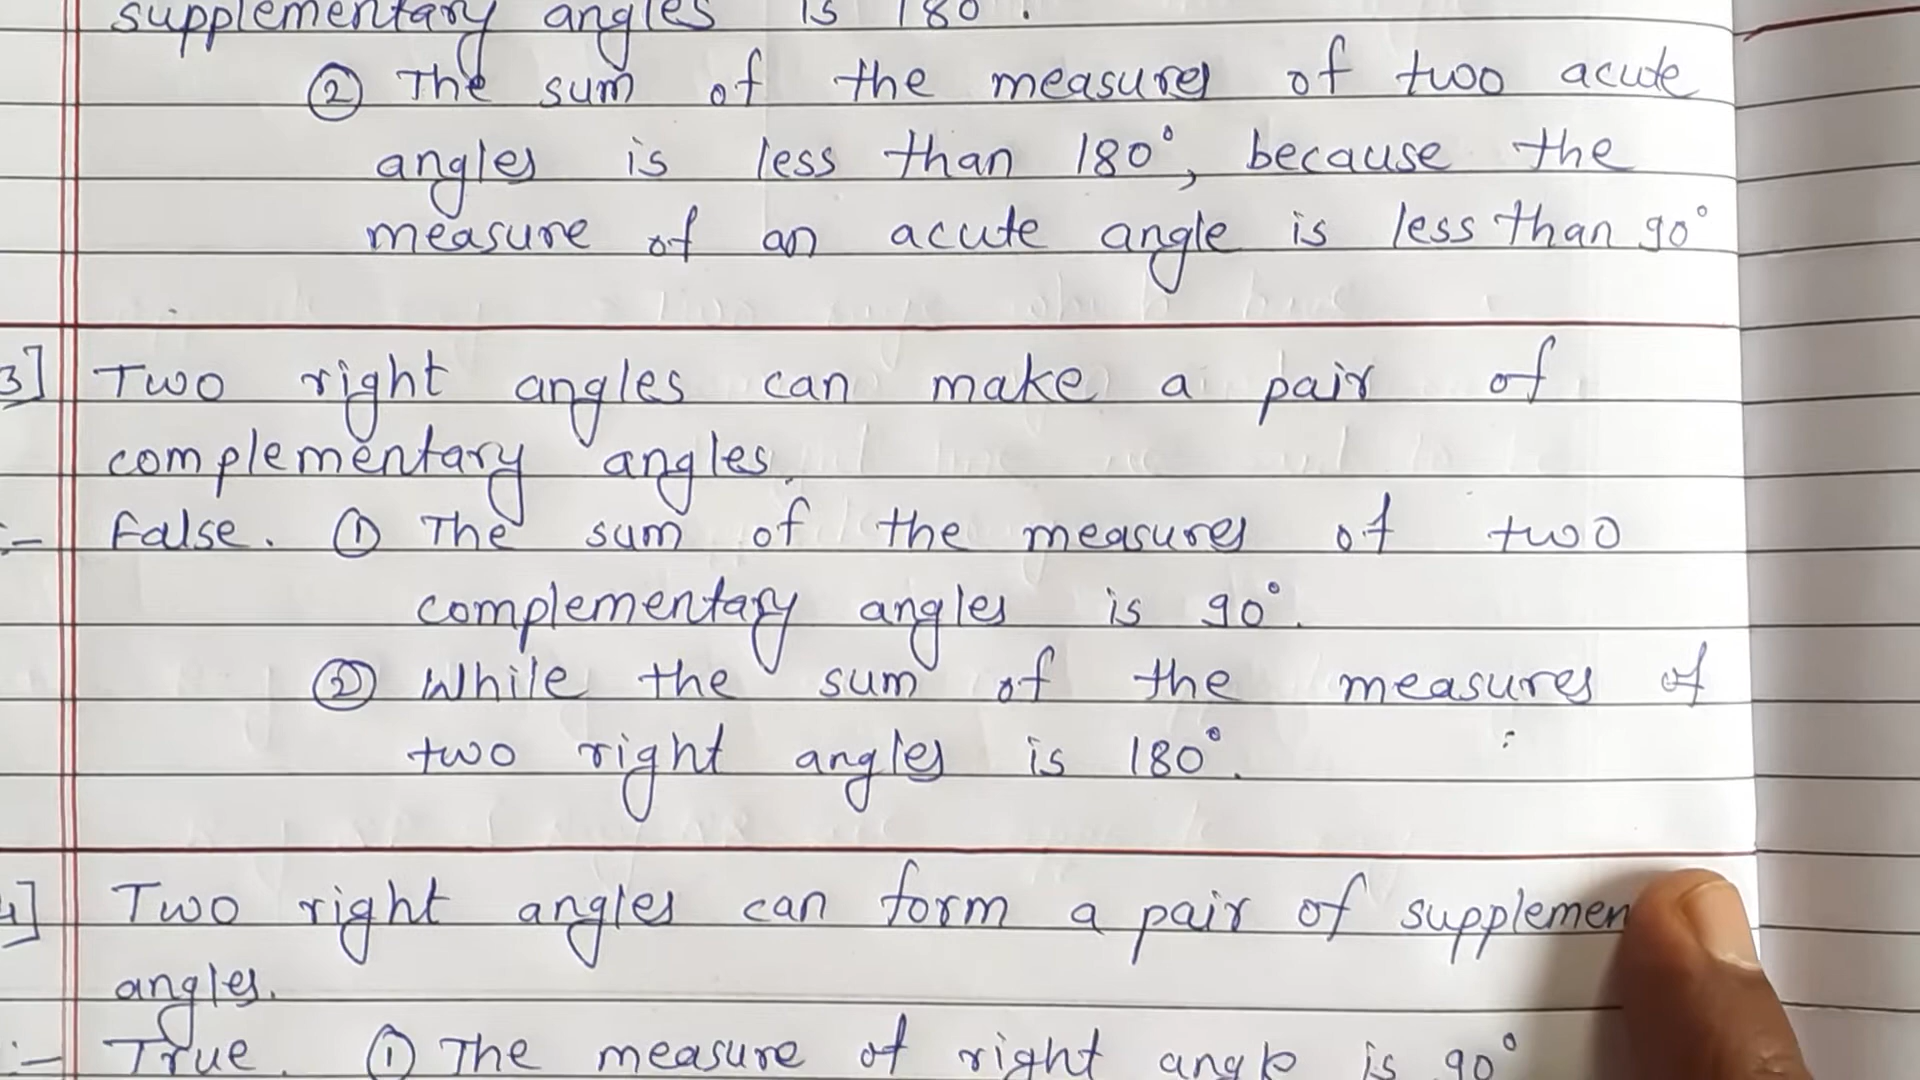 supplementary angles is 180°.
② The sum of the measures of two acute
angles is less than 180°, because the
measure of an acute angle is less than 90°
3] Two right angles can make a pair of
complementary angles.
:- False. ① The sum of the measures of two
complementary angles is 90°.
② While the sum of the measures of
two right angles is 180°.
4] Two right angles can form a pair of supplemen
angles.
:- True. ① The measure of right angle is 90°